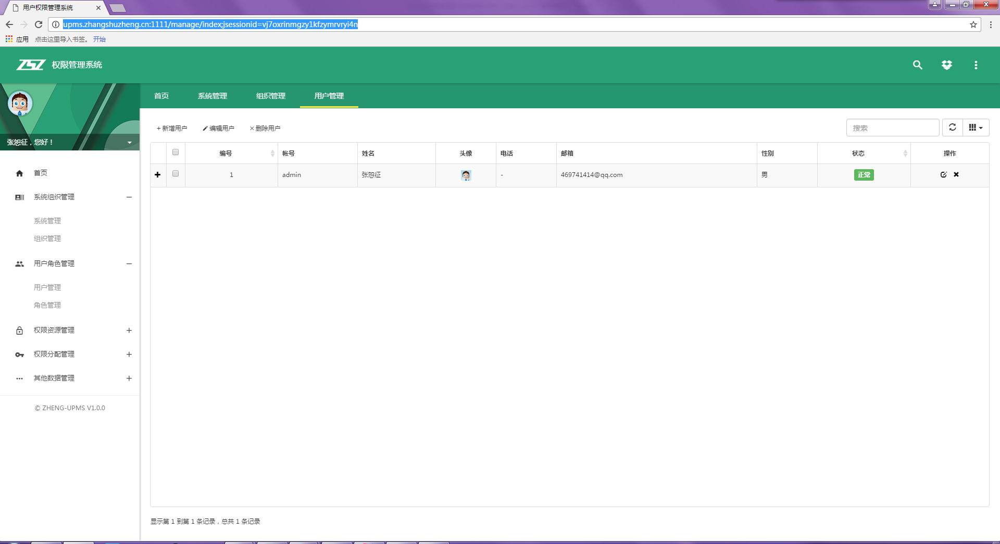 用户权限管理系统
upms.zhangshuzheng.cn:1111/manage/index;jsessionid=vj7oxrinmgzy1kfzymrvryi4n
应用 点击这里导入书签。 开始
ZSZ 权限管理系统
首页 系统管理 组织管理 用户管理
张恕征，您好！
+ 新增用户 编辑用户 × 删除用户 搜索
编号 帐号 姓名 头像 电话 邮箱 性别 状态 操作
1 admin 张恕征 - 469741414@qq.com 男 正常
首页
系统组织管理
系统管理
组织管理
用户角色管理
用户管理
角色管理
权限资源管理
权限分配管理
其他数据管理
© ZHENG-UPMS V1.0.0
显示第 1 到第 1 条记录，总共 1 条记录